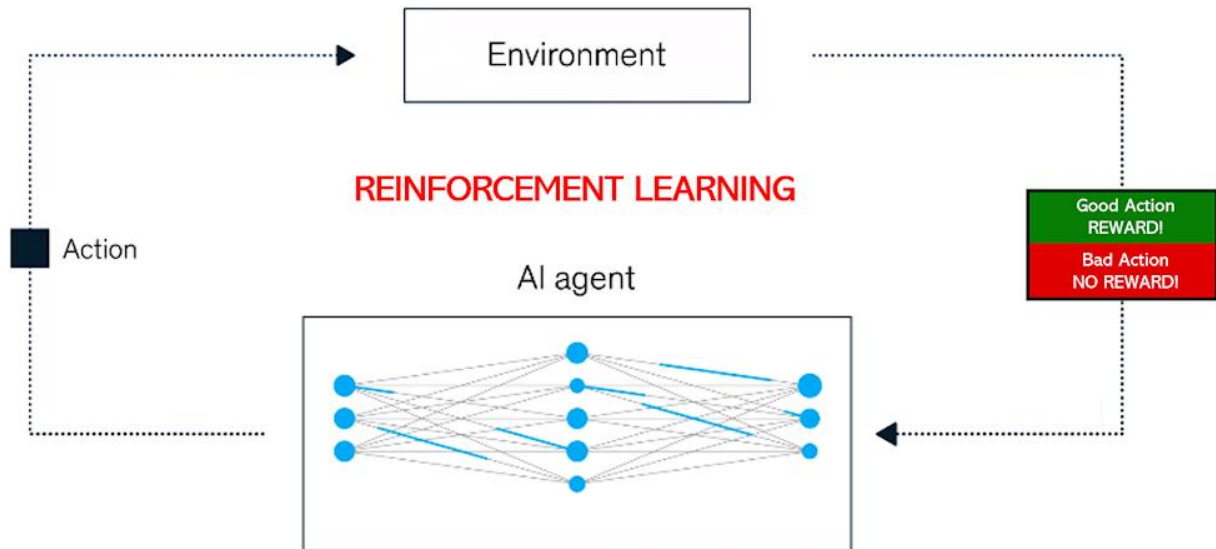 Environment
REINFORCEMENT LEARNING
Good Action
REWARD!
Bad Action
NO REWARD!
Action
AI agent